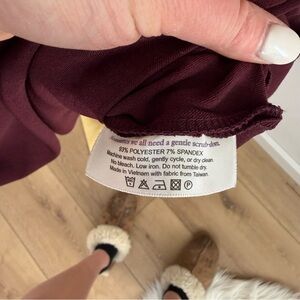 we all need a gentle scrub-down.
93% POLYESTER 7% SPANDEX
Machine wash cold, gently cycle, or dry clean.
No bleach. Low iron. Do not tumble dry.
Made in Vietnam with fabric from Taiwan.